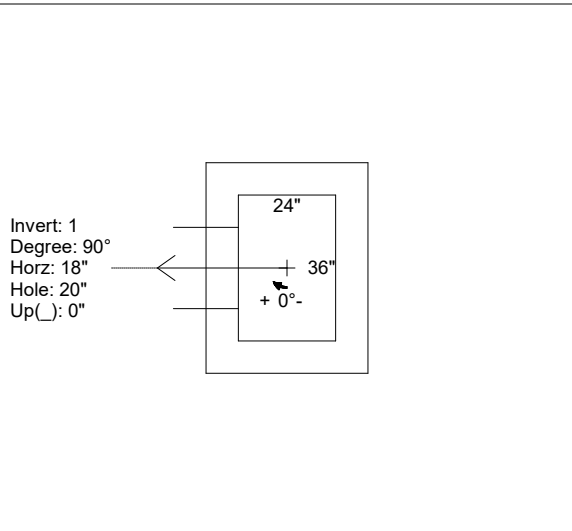 24"
Invert: 1
Degree: 90°
Horz: 18"
36"
Hole: 20"
+ 0°-
Up(_): 0"